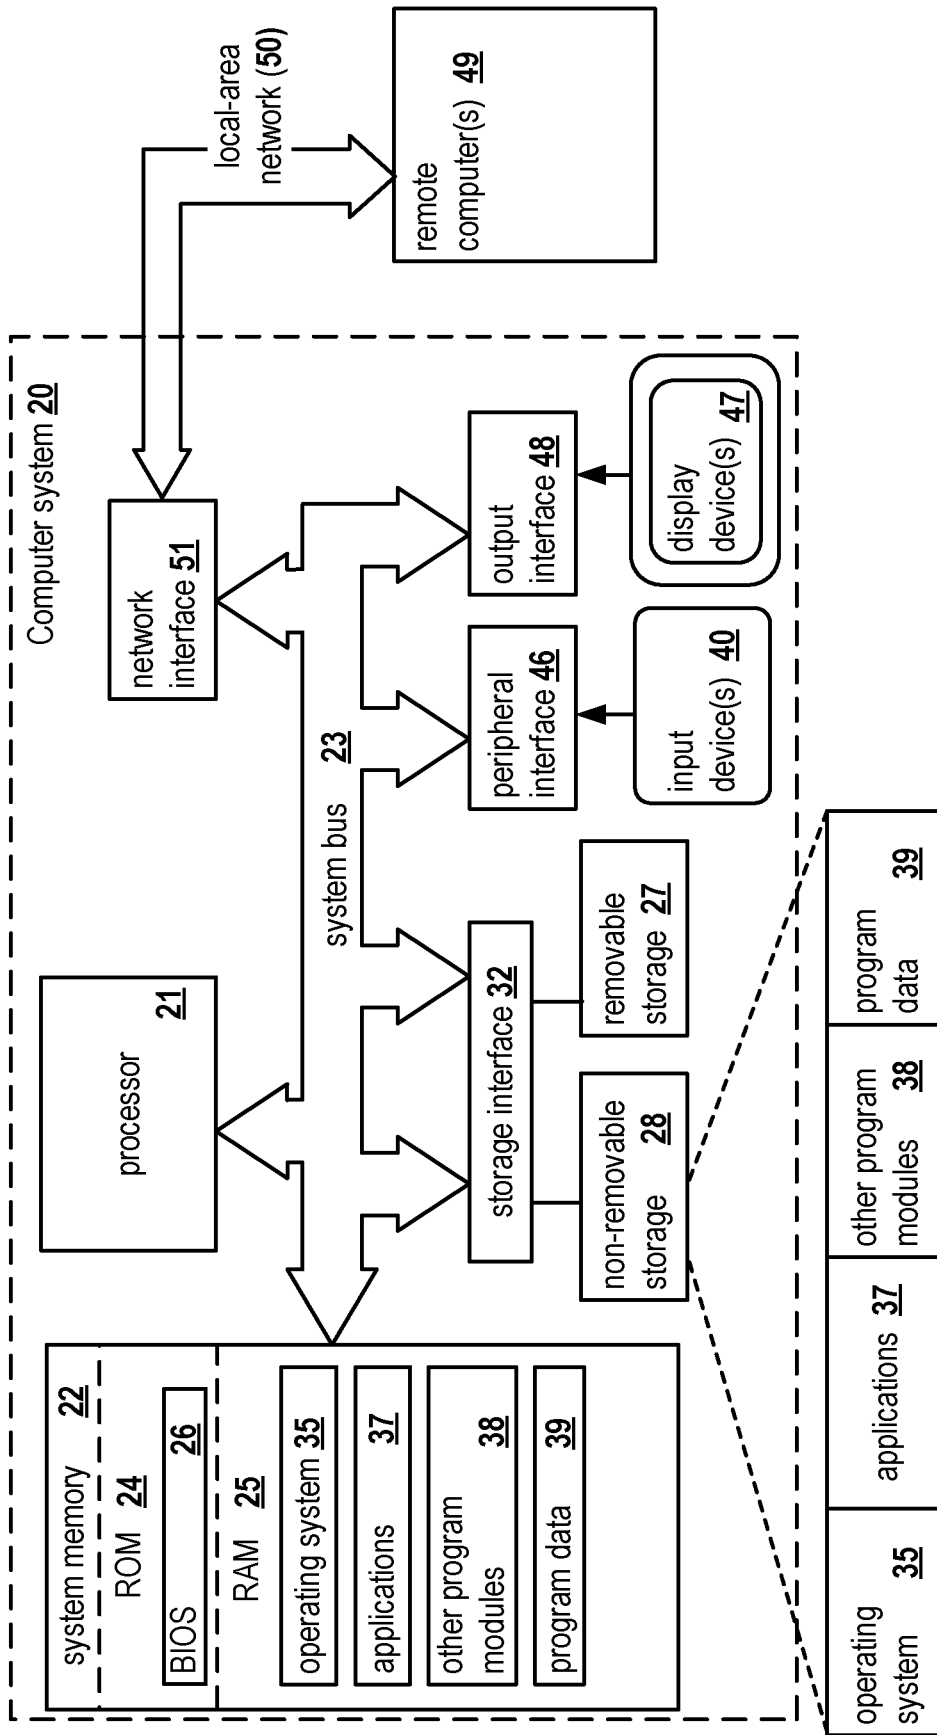 Computer system 20
system memory 22
ROM 24
BIOS 26
RAM 25
operating system 35
applications
37
other program
modules 38
program data 39
processor
21
network
interface 51
local-area
network (50)
remote
computer(s) 49
system bus 23
storage interface 32
peripheral
interface 46
output
interface 48
non-removable
storage 28
removable
storage 27
input
device(s) 40
display
device(s) 47
operating
system 35
applications 37
other program
modules 38
program
data 39